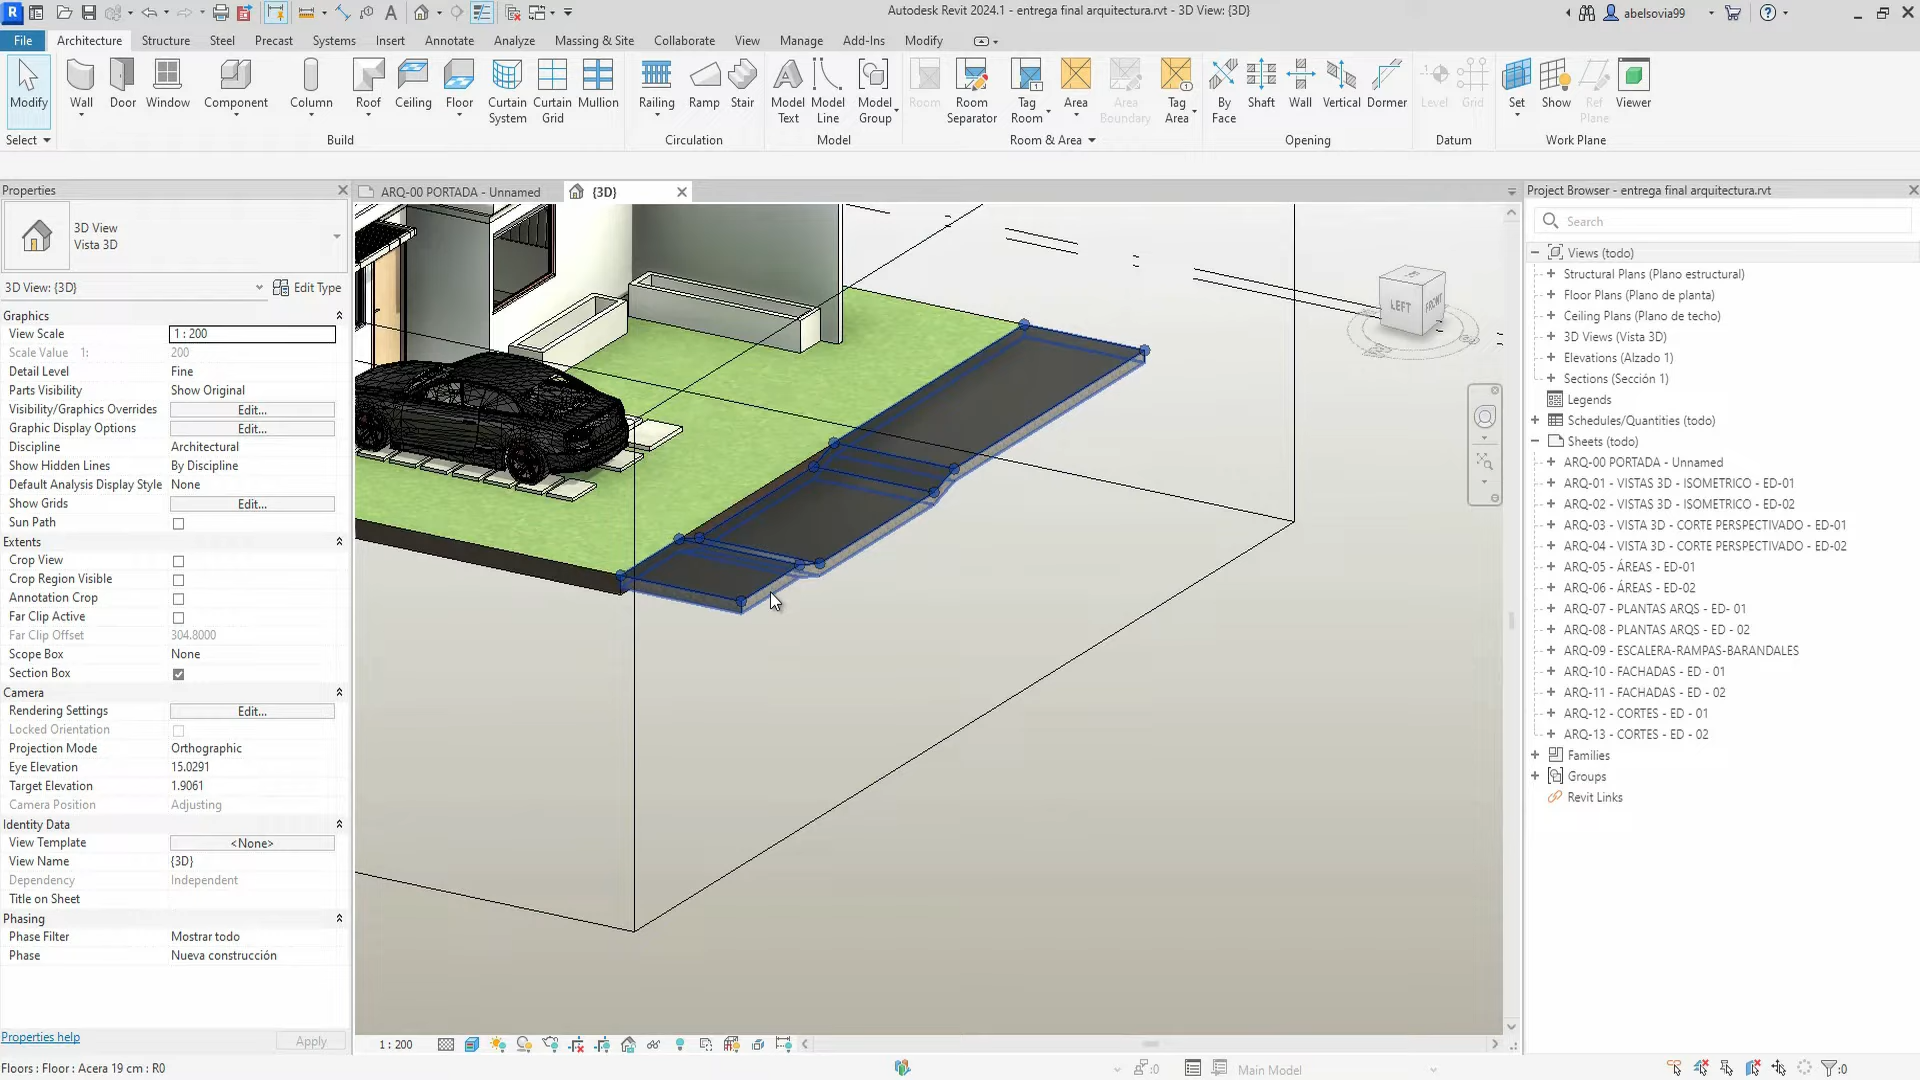 Autodesk Revit 2024.1 - entrega final arquitectura.rvt - 3D View: {3D}
abelsovia99
File
Architecture
Structure
Steel
Precast
Systems
Insert
Annotate
Analyze
Massing & Site
Collaborate
View
Manage
Add-Ins
Modify
Modify
Wall
Door
Window
Component
Column
Roof
Ceiling
Floor
Curtain System
Curtain Grid
Mullion
Railing
Ramp
Stair
Model Text
Model Line
Model Group
Room
Room Separator
Tag Room
Area
Area Boundary
Tag Area
By Face
Shaft
Wall
Vertical
Dormer
Level
Grid
Set
Show
Ref Plane
Viewer
Select
Build
Circulation
Model
Room & Area
Opening
Datum
Work Plane
Properties
3D View
Vista 3D
3D View: {3D}
Edit Type
Graphics
View Scale 1 : 200
Scale Value 1: 200
Detail Level Fine
Parts Visibility Show Original
Visibility/Graphics Overrides Edit...
Graphic Display Options Edit...
Discipline Architectural
Show Hidden Lines By Discipline
Default Analysis Display Style None
Show Grids Edit...
Sun Path
Extents
Crop View
Crop Region Visible
Annotation Crop
Far Clip Active
Far Clip Offset 304.8000
Scope Box None
Section Box
Camera
Rendering Settings Edit...
Locked Orientation
Projection Mode Orthographic
Eye Elevation 15.0291
Target Elevation 1.9061
Camera Position Adjusting
Identity Data
View Template <None>
View Name {3D}
Dependency Independent
Title on Sheet
Phasing
Phase Filter Mostrar todo
Phase Nueva construcción
Properties help
Apply
ARQ-00 PORTADA - Unnamed
{3D}
LEFT
FRONT
1 : 200
Project Browser - entrega final arquitectura.rvt
Search
Views (todo)
Structural Plans (Plano estructural)
Floor Plans (Plano de planta)
Ceiling Plans (Plano de techo)
3D Views (Vista 3D)
Elevations (Alzado 1)
Sections (Sección 1)
Legends
Schedules/Quantities (todo)
Sheets (todo)
ARQ-00 PORTADA - Unnamed
ARQ-01 - VISTAS 3D - ISOMETRICO - ED-01
ARQ-02 - VISTAS 3D - ISOMETRICO - ED-02
ARQ-03 - VISTA 3D - CORTE PERSPECTIVADO - ED-01
ARQ-04 - VISTA 3D - CORTE PERSPECTIVADO - ED-02
ARQ-05 - ÁREAS - ED-01
ARQ-06 - ÁREAS - ED-02
ARQ-07 - PLANTAS ARQS - ED- 01
ARQ-08 - PLANTAS ARQS - ED - 02
ARQ-09 - ESCALERA-RAMPAS-BARANDALES
ARQ-10 - FACHADAS - ED - 01
ARQ-11 - FACHADAS - ED - 02
ARQ-12 - CORTES - ED - 01
ARQ-13 - CORTES - ED - 02
Families
Groups
Revit Links
Floors : Floor : Acera 19 cm : R0
:0
Main Model
:0